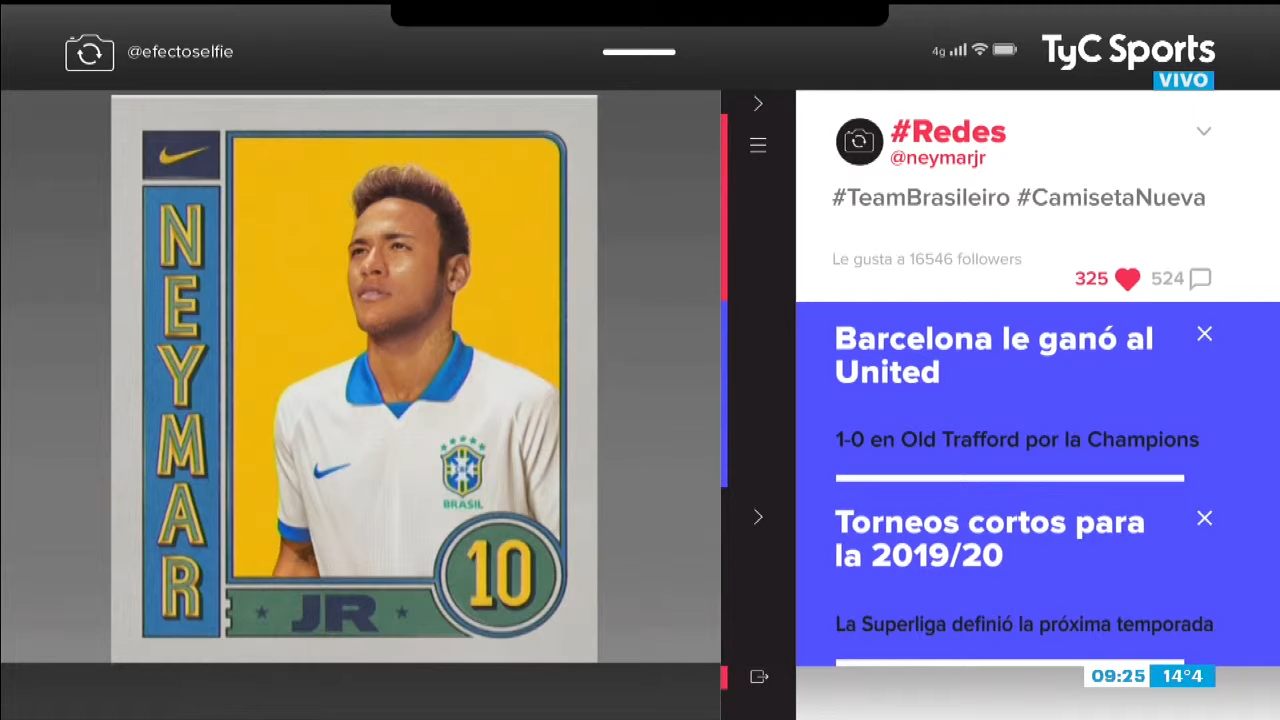 @efectoselfie
4g
TyC Sports
VIVO
NEYMAR
BRASIL
10
JR
#Redes
@neymarjr
#TeamBrasileiro #CamisetaNueva
Le gusta a 16546 followers
325
524
Barcelona le ganó al
United
1-0 en Old Trafford por la Champions
Torneos cortos para
la 2019/20
La Superliga definió la próxima temporada
09:25
14°4